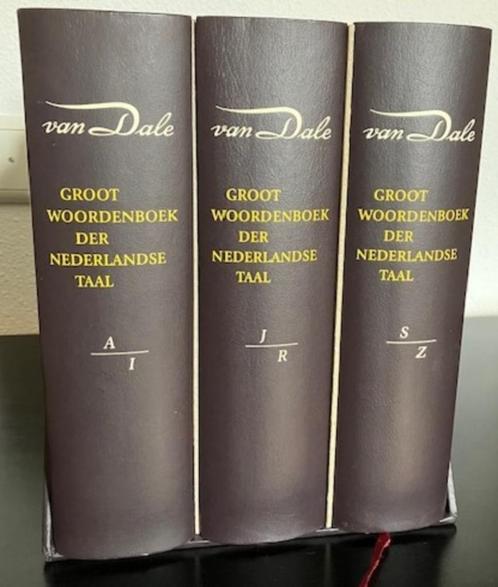 van Dale
GROOT
WOORDENBOEK
DER
NEDERLANDSE
TAAL
A
I
van Dale
GROOT
WOORDENBOEK
DER
NEDERLANDSE
TAAL
J
R
van Dale
GROOT
WOORDENBOEK
DER
NEDERLANDSE
TAAL
S
Z